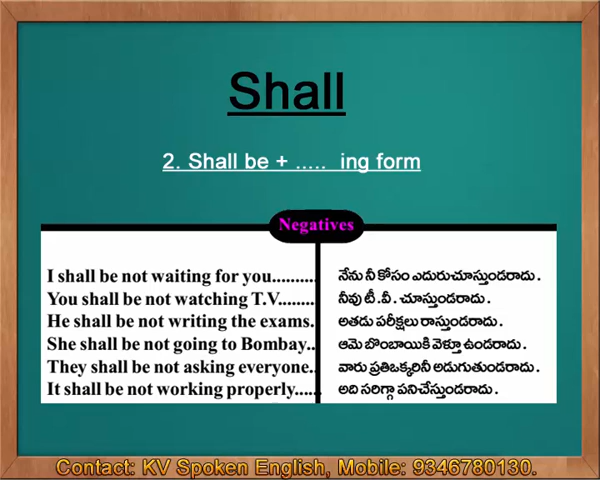 Shall
2. Shall be + ..... ing form
Negatives
I shall be not waiting for you.......... నేను నీ కోసం ఎదురుచూస్తుండరాదు.
You shall be not watching T.V........ నీవు టీ.వీ. చూస్తుండరాదు.
He shall be not writing the exams. అతడు పరీక్షలు రాస్తుండరాదు.
She shall be not going to Bombay.. ఆమె బొంబాయికి వెళ్తూ ఉండరాదు.
They shall be not asking everyone.. వారు ప్రతిఒక్కరినీ అడుగుతుండరాదు.
It shall be not working properly...... అది సరిగ్గా పనిచేస్తుండరాదు.
Contact: KV Spoken English, Mobile: 9346780130.